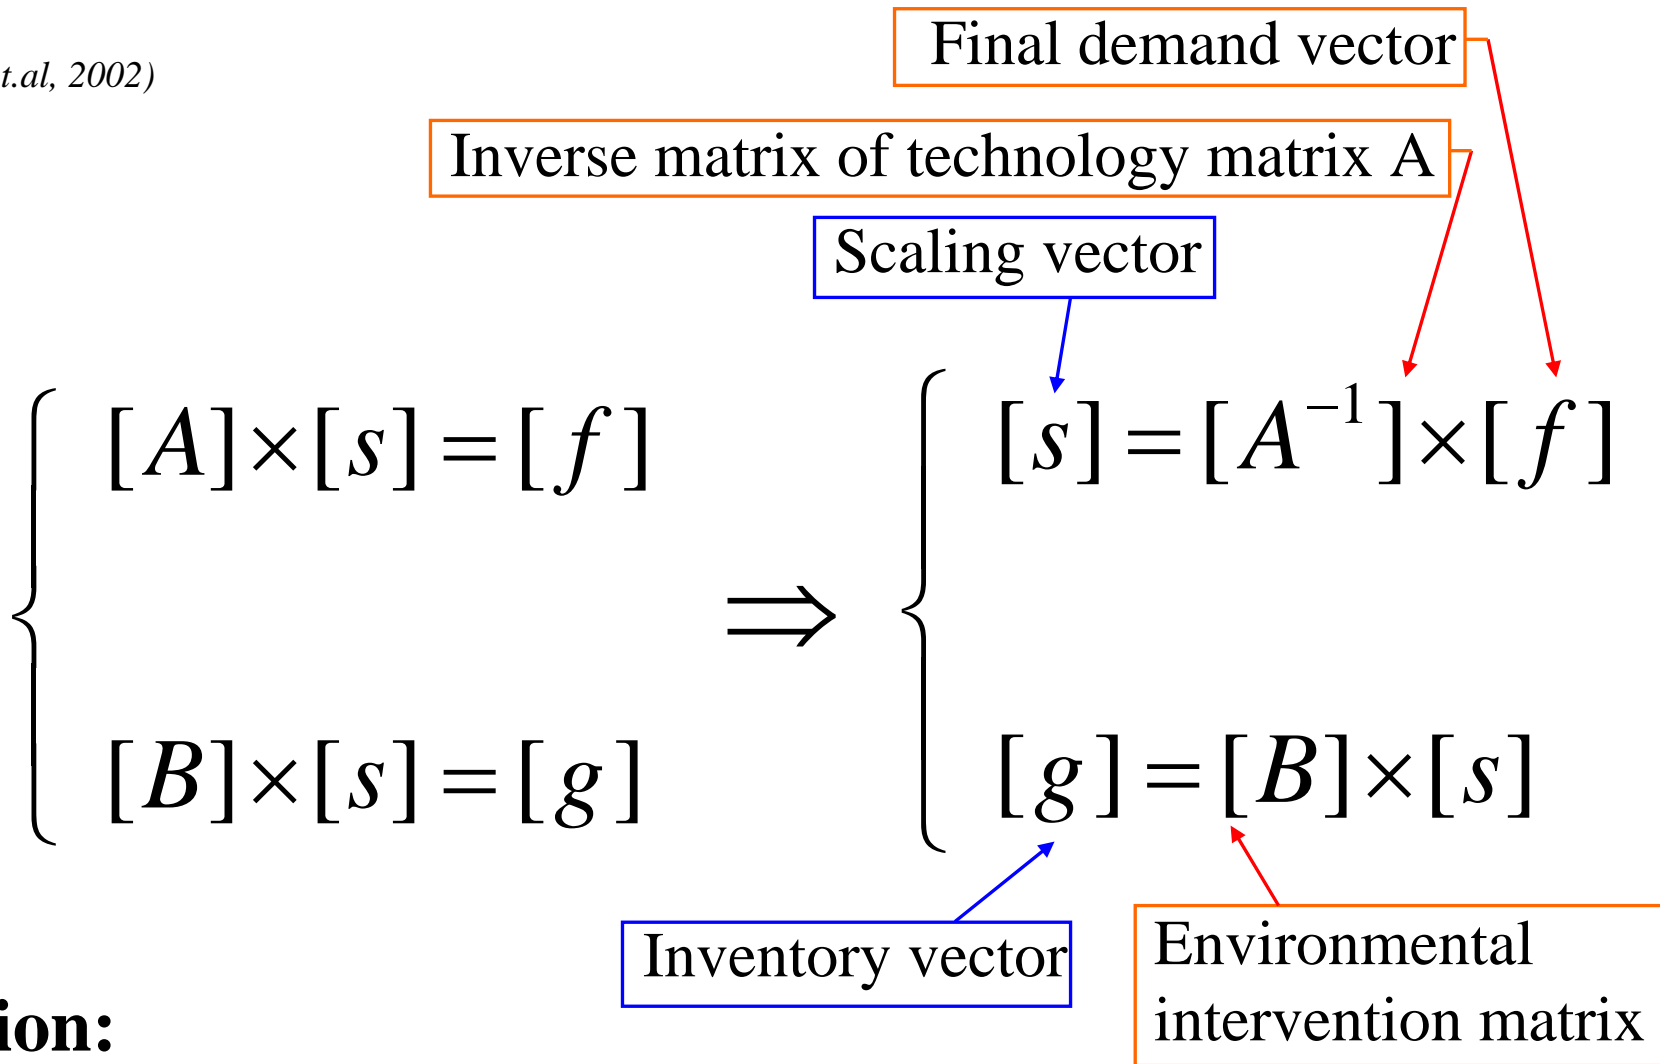 t.al, 2002)
Final demand vector
Inverse matrix of technology matrix A
Scaling vector
[A]×[s]=[f] ⇒ [s]=[A⁻¹]×[f]
[B]×[s]=[g] [g]=[B]×[s]
Inventory vector
Environmental
intervention matrix
ion: